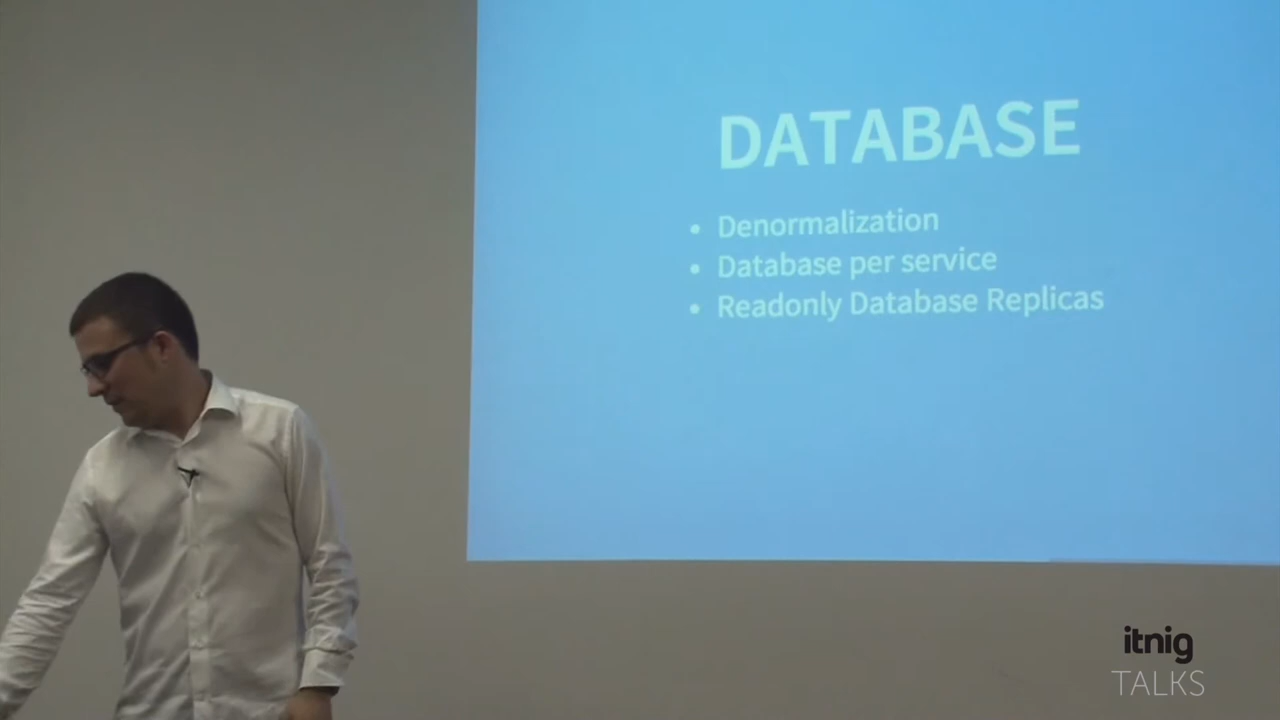 DATABASE
• Denormalization
• Database per service
• Readonly Database Replicas
itnig
TALKS